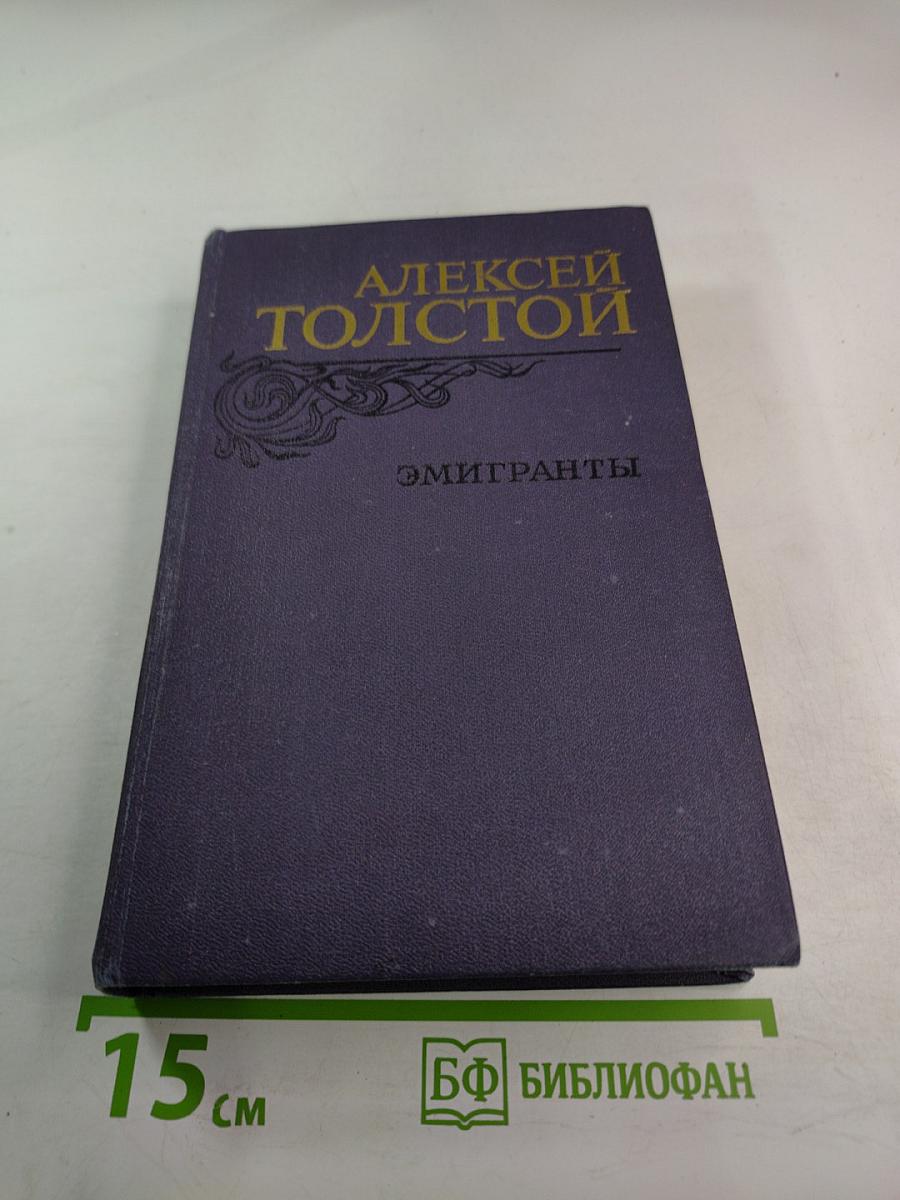 АЛЕКСЕЙ
ТОЛСТОЙ
ЭМИГРАНТЫ
15 см
БФ БИБЛИОФАН